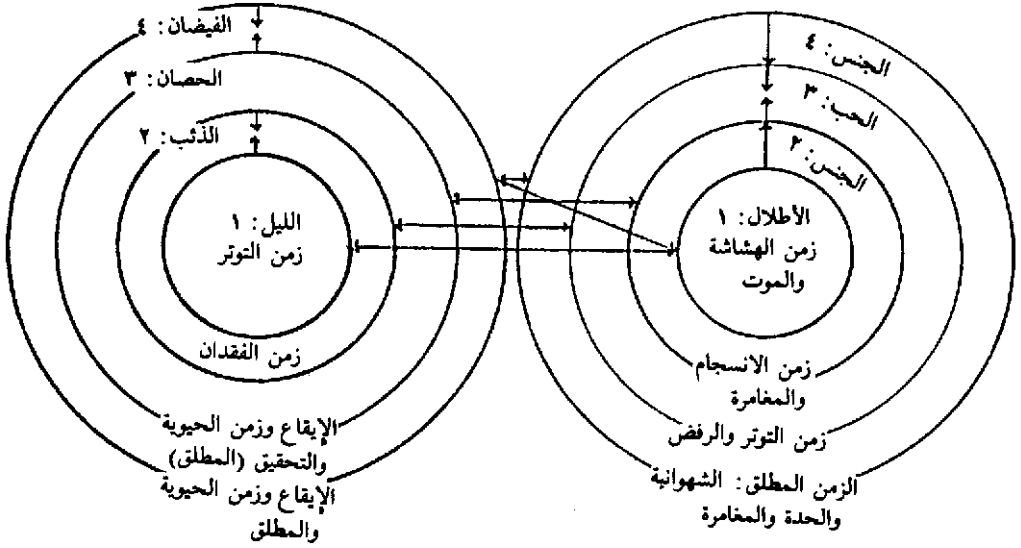 الجنس: ٤
الحب: ٣
الجنس: ٢
الأطلال: ١
زمن الهشاشة
والموت
زمن الانسجام
والمغامرة
زمن التوتر والرفض
الزمن المطلق: الشهوانية
والحدة والمغامرة
الفيضان: ٤
الحصان: ٣
الذئب: ٢
الليل: ١
زمن التوتر
زمن الفقدان
الإيقاع وزمن الحيوية
والتحقيق (المطلق)
الإيقاع وزمن الحيوية
والمطلق